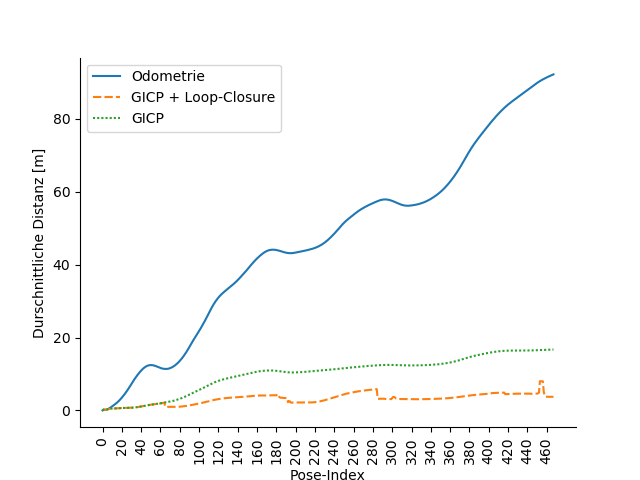 Odometrie
GICP + Loop-Closure
GICP
Durschnittliche Distanz [m]
80
60
40
20
0
0 20 40 60 80 100 120 140 160 180 200 220 240 260 280 300 320 340 360 380 400 420 440 460
Pose-Index